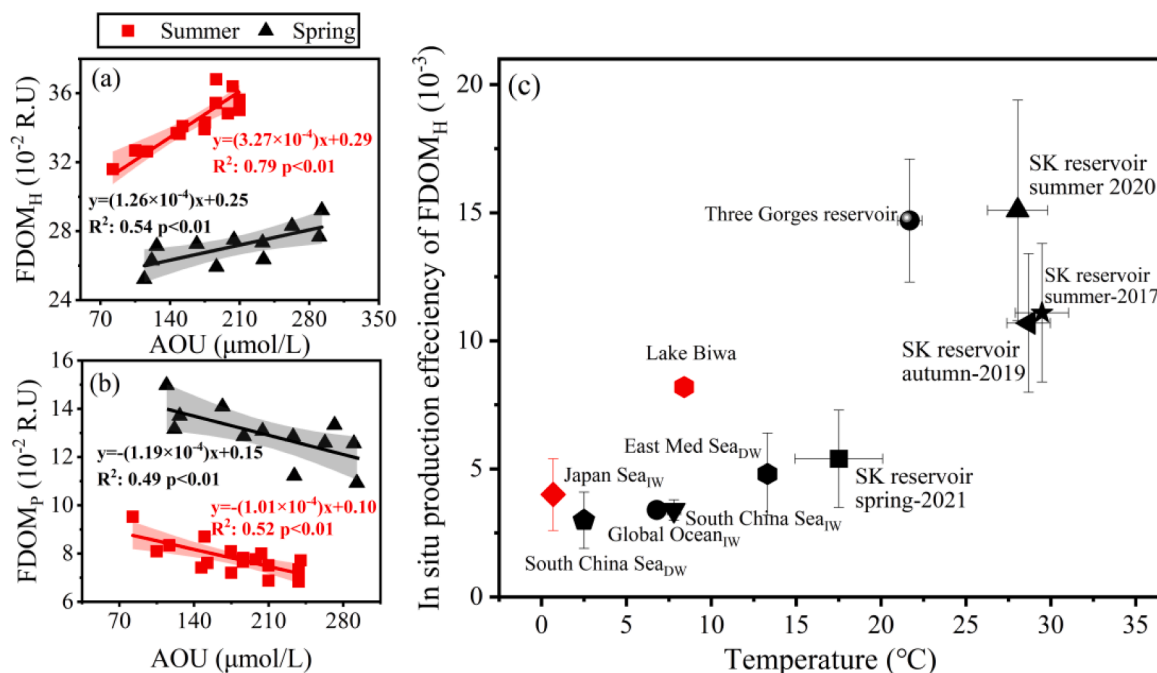 Summer Spring
(a)
FDOM_H (10^-2 R.U)
36
32
28
24
y=(3.27×10^-4)x+0.29
R²: 0.79 p<0.01
y=(1.26×10^-4)x+0.25
R²: 0.54 p<0.01
70 140 210 280 350
AOU (μmol/L)
(b)
FDOM_P (10^-2 R.U)
16
14
12
10
8
6
y=-(1.19×10^-4)x+0.15
R²: 0.49 p<0.01
y=-(1.01×10^-4)x+0.10
R²: 0.52 p<0.01
70 140 210 280
AOU (μmol/L)
(c)
In situ production effeciency of FDOM_H (10^-3)
20
15
10
5
0
SK reservoir
summer 2020
Three Gorges reservoir
SK reservoir
summer-2017
SK reservoir
autumn-2019
Lake Biwa
East Med Sea_DW
Japan Sea_IW
SK reservoir
spring-2021
South China Sea_IW
Global Ocean_IW
South China Sea_DW
0 5 10 15 20 25 30 35
Temperature (℃)